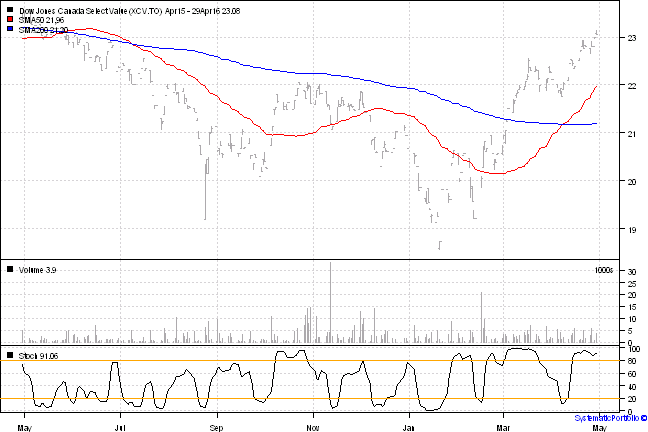 Dow Jones Canada Select Value (XCV.TO) Apr15 - 29Apr16 23.08
SMA50 21.96
SMA200 21.20
23
22
21
20
19
Volume 3.9
1000s
30
25
20
15
10
5
0
Stoch 91.06
100
80
60
40
20
0
May Jul Sep Nov Jan Mar May
SystematicPortfolio ©